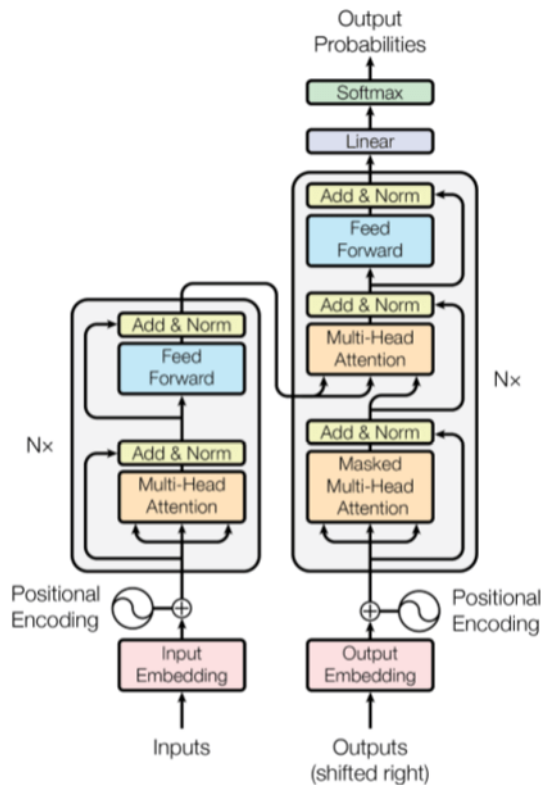 Output
Probabilities
Softmax
Linear
Add & Norm
Feed
Forward
Add & Norm
Multi-Head
Attention
Add & Norm
Masked
Multi-Head
Attention
Nx
Add & Norm
Feed
Forward
Add & Norm
Multi-Head
Attention
Nx
Positional
Encoding
Positional
Encoding
Input
Embedding
Output
Embedding
Inputs
Outputs
(shifted right)